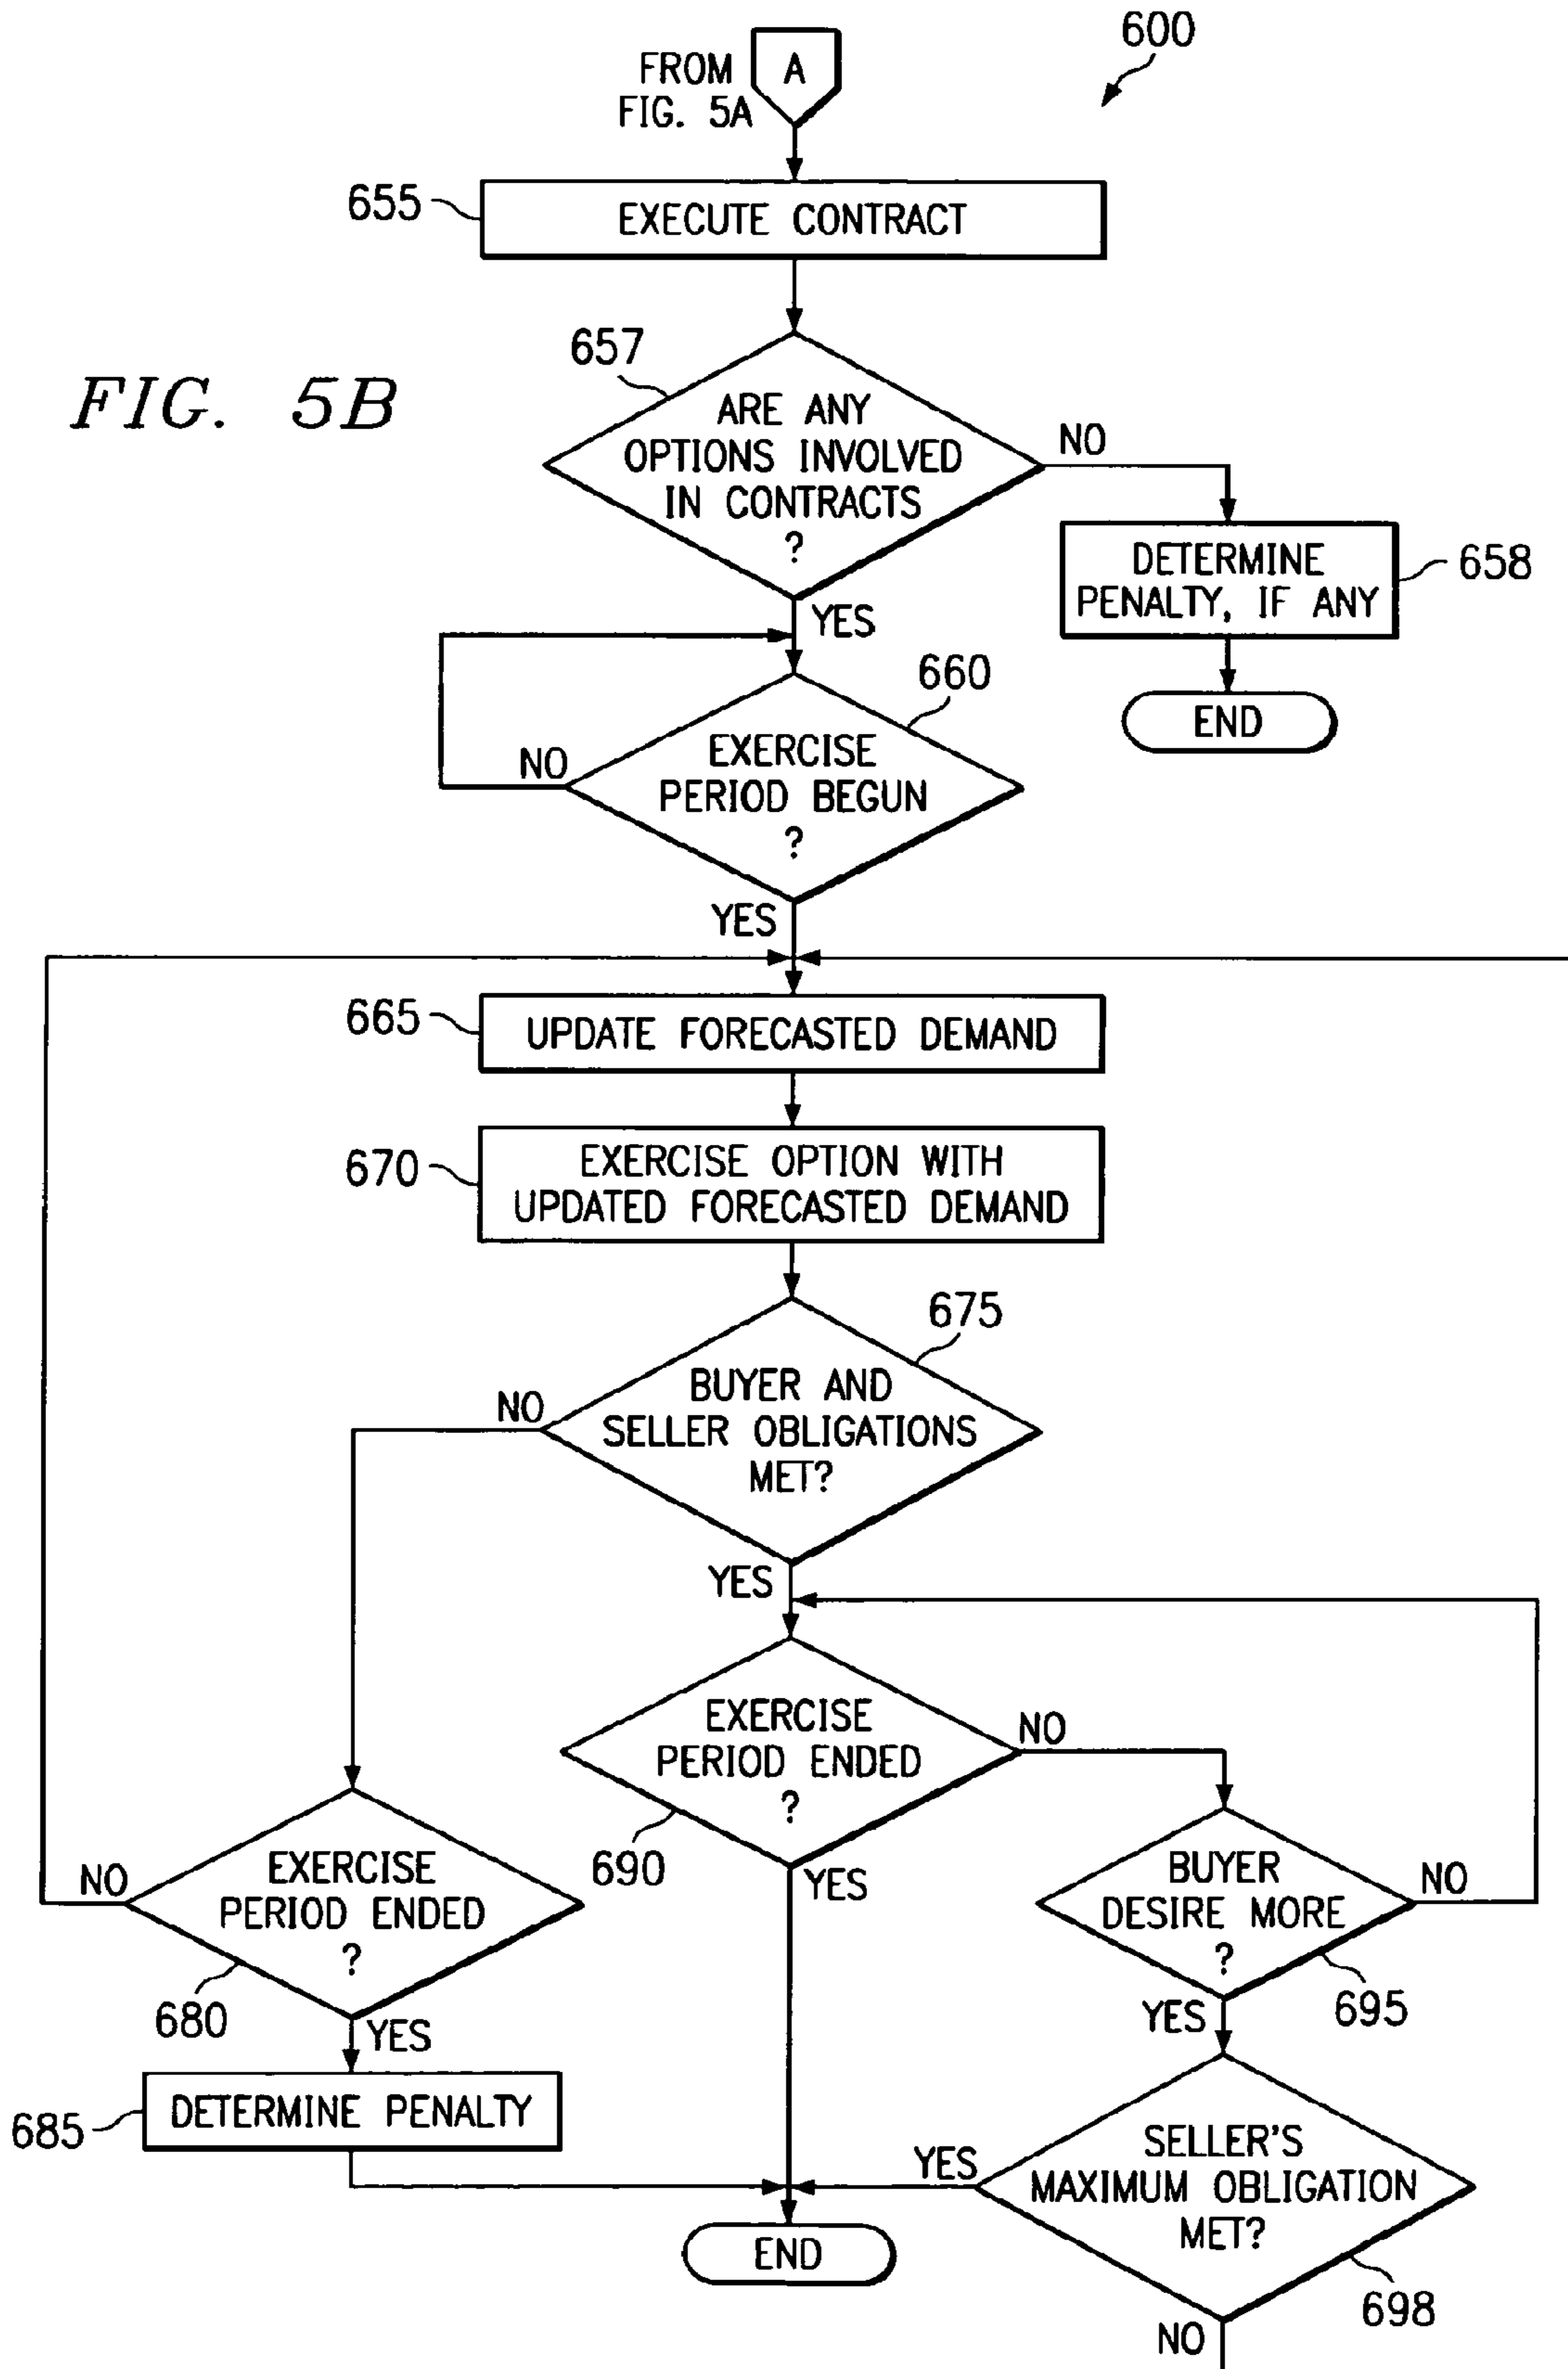 600
FROM
FIG. 5A
A
655
EXECUTE CONTRACT
FIG. 5B
657
ARE ANY
OPTIONS INVOLVED
IN CONTRACTS
?
NO
DETERMINE
PENALTY, IF ANY
658
END
YES
660
EXERCISE
PERIOD BEGUN
?
NO
YES
665
UPDATE FORECASTED DEMAND
670
EXERCISE OPTION WITH
UPDATED FORECASTED DEMAND
675
BUYER AND
SELLER OBLIGATIONS
MET?
NO
YES
EXERCISE
PERIOD ENDED
?
690
NO
YES
EXERCISE
PERIOD ENDED
?
NO
680
YES
BUYER
DESIRE MORE
?
NO
695
YES
685
DETERMINE PENALTY
SELLER'S
MAXIMUM OBLIGATION
MET?
YES
698
NO
END